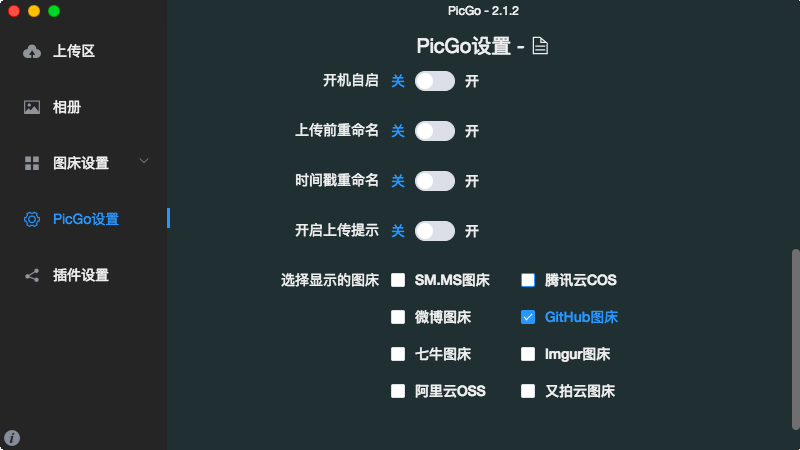 PicGo - 2.1.2
上传区
相册
图床设置
PicGo设置
插件设置
PicGo设置 -
开机自启 关 开
上传前重命名 关 开
时间戳重命名 关 开
开启上传提示 关 开
选择显示的图床 SM.MS图床 腾讯云COS
微博图床 GitHub图床
七牛图床 Imgur图床
阿里云OSS 又拍云图床